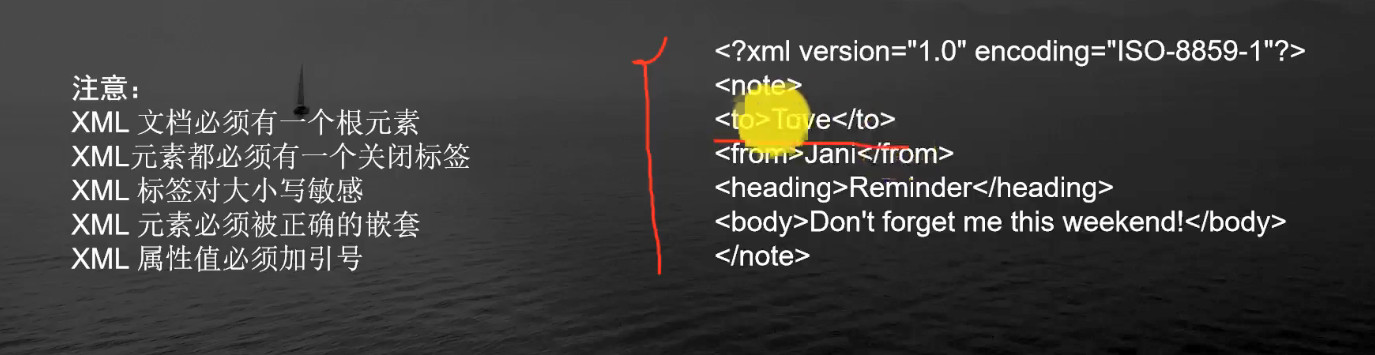 注意：
XML 文档必须有一个根元素
XML元素都必须有一个关闭标签
XML 标签对大小写敏感
XML 元素必须被正确的嵌套
XML 属性值必须加引号
<?xml version="1.0" encoding="ISO-8859-1"?>
<note>
<to>Tove</to>
<from>Jani</from>
<heading>Reminder</heading>
<body>Don't forget me this weekend!</body>
</note>